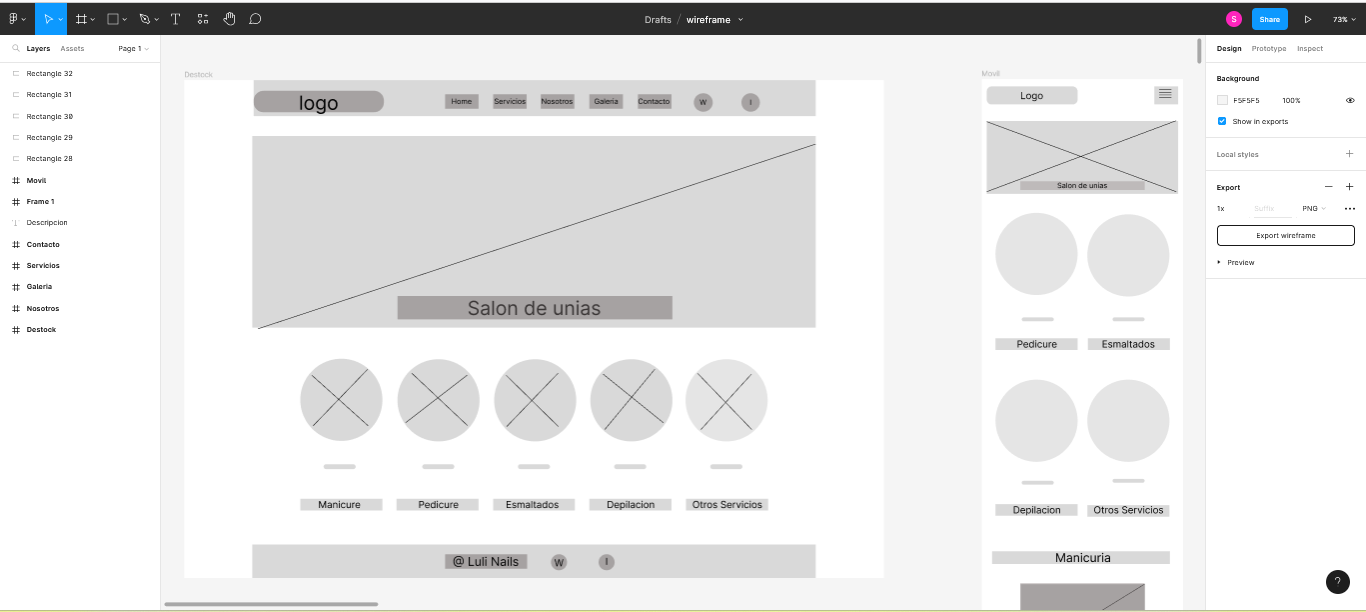 Drafts / wireframe
S
Share
73%
Layers Assets Page 1
Rectangle 32
Rectangle 31
Rectangle 30
Rectangle 29
Rectangle 28
Movil
Frame 1
Descripcion
Contacto
Servicios
Galeria
Nosotros
Destock
Destock
logo
Home Servicios Nosotros Galeria Contacto W I
Salon de unias
Manicure Pedicure Esmaltados Depilacion Otros Servicios
@ Luli Nails W I
Movil
Logo
Salon de unias
Pedicure Esmaltados
Depilacion Otros Servicios
Manicuria
Design Prototype Inspect
Background
F5F5F5 100%
Show in exports
Local styles
Export
1x Suffix PNG
Export wireframe
Preview
?